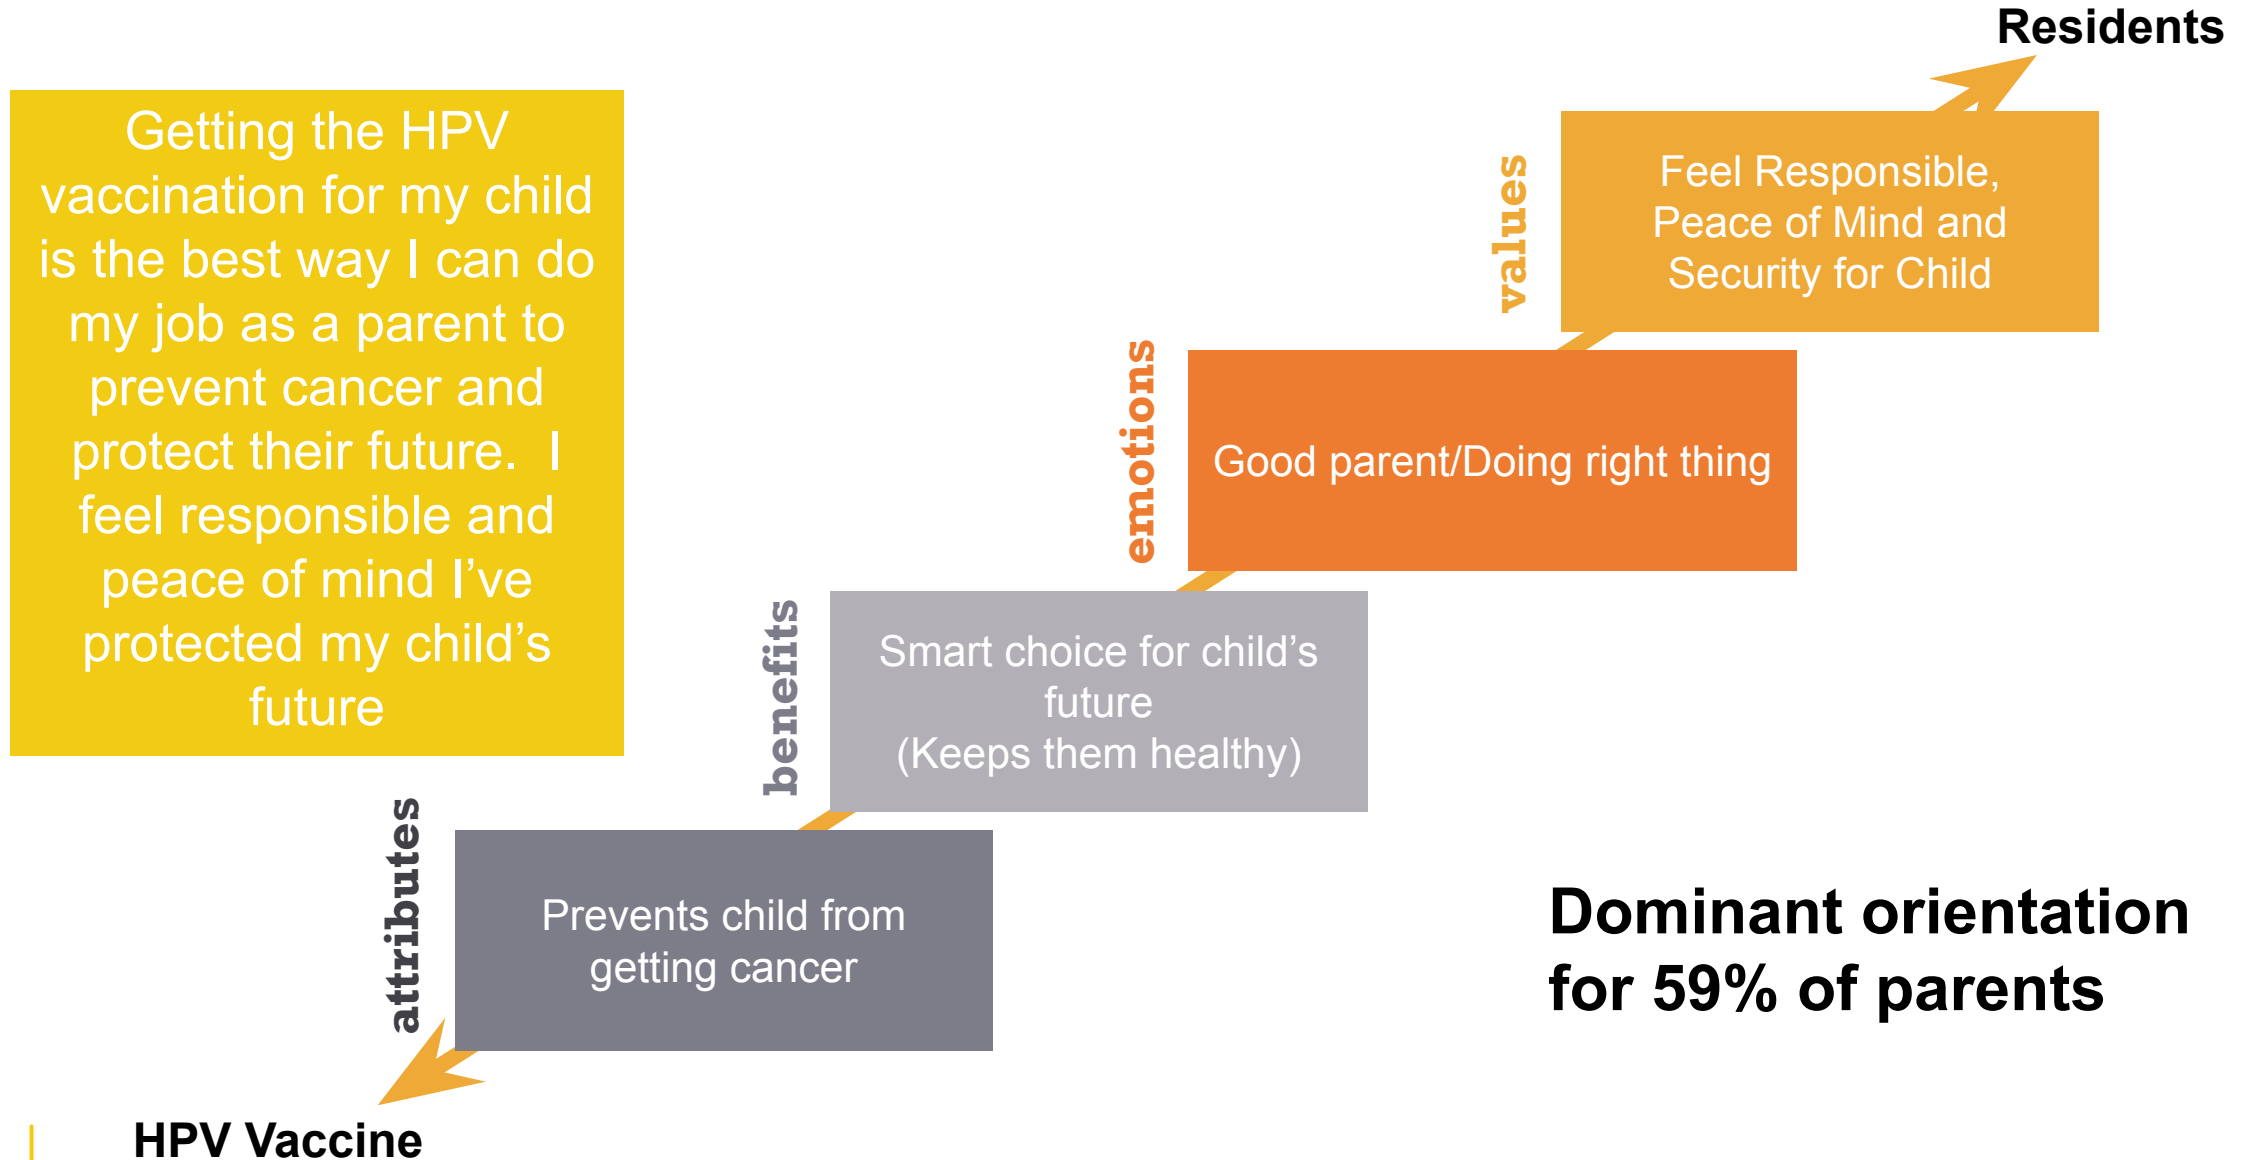 Residents
Getting the HPV
vaccination for my child
is the best way I can do
my job as a parent to
prevent cancer and
protect their future.  I
feel responsible and
peace of mind I’ve
protected my child’s
future
values
Feel Responsible,
Peace of Mind and
Security for Child
emotions
Good parent/Doing right thing
benefits
Smart choice for child’s
future
(Keeps them healthy)
attributes
Prevents child from
getting cancer
Dominant orientation
for 59% of parents
HPV Vaccine